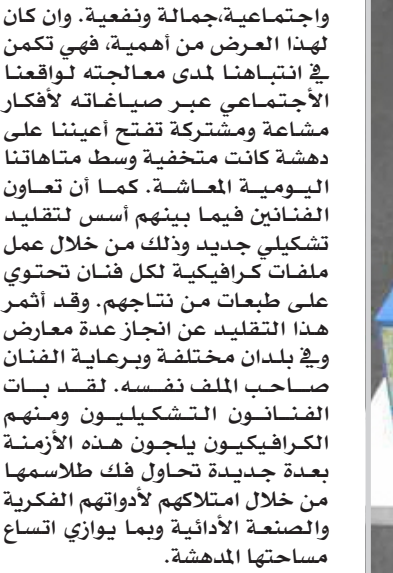 واجتماعية،جمالة ونفعية. وان كان
لهذا العرض من أهمية، فهي تكمن
في انتباهنا لمدى معالجته لواقعنا
الأجتماعي عبر صياغاته لأفكار
مشاعة ومشتركة تفتح أعيننا على
دهشة كانت متخفية وسط متاهاتنا
اليومية المعاشة. كما أن تعاون
الفنانين فيما بينهم أسس لتقليد
تشكيلي جديد وذلك من خلال عمل
ملفات كرافيكية لكل فنان تحتوي
على طبعات من نتاجهم. وقد أثمر
هذا التقليد عن انجاز عدة معارض
وفي بلدان مختلفة وبرعاية الفنان
صاحب الملف نفسه. لقد بات
الفنانون التشكيليون ومنهم
الكرافيكيون يلجون هذه الأزمنة
بعدة جديدة تحاول فك طلاسمها
من خلال امتلاكهم لأدواتهم الفكرية
والصنعة الأدائية وبما يوازي اتساع
مساحتها المدهشة.